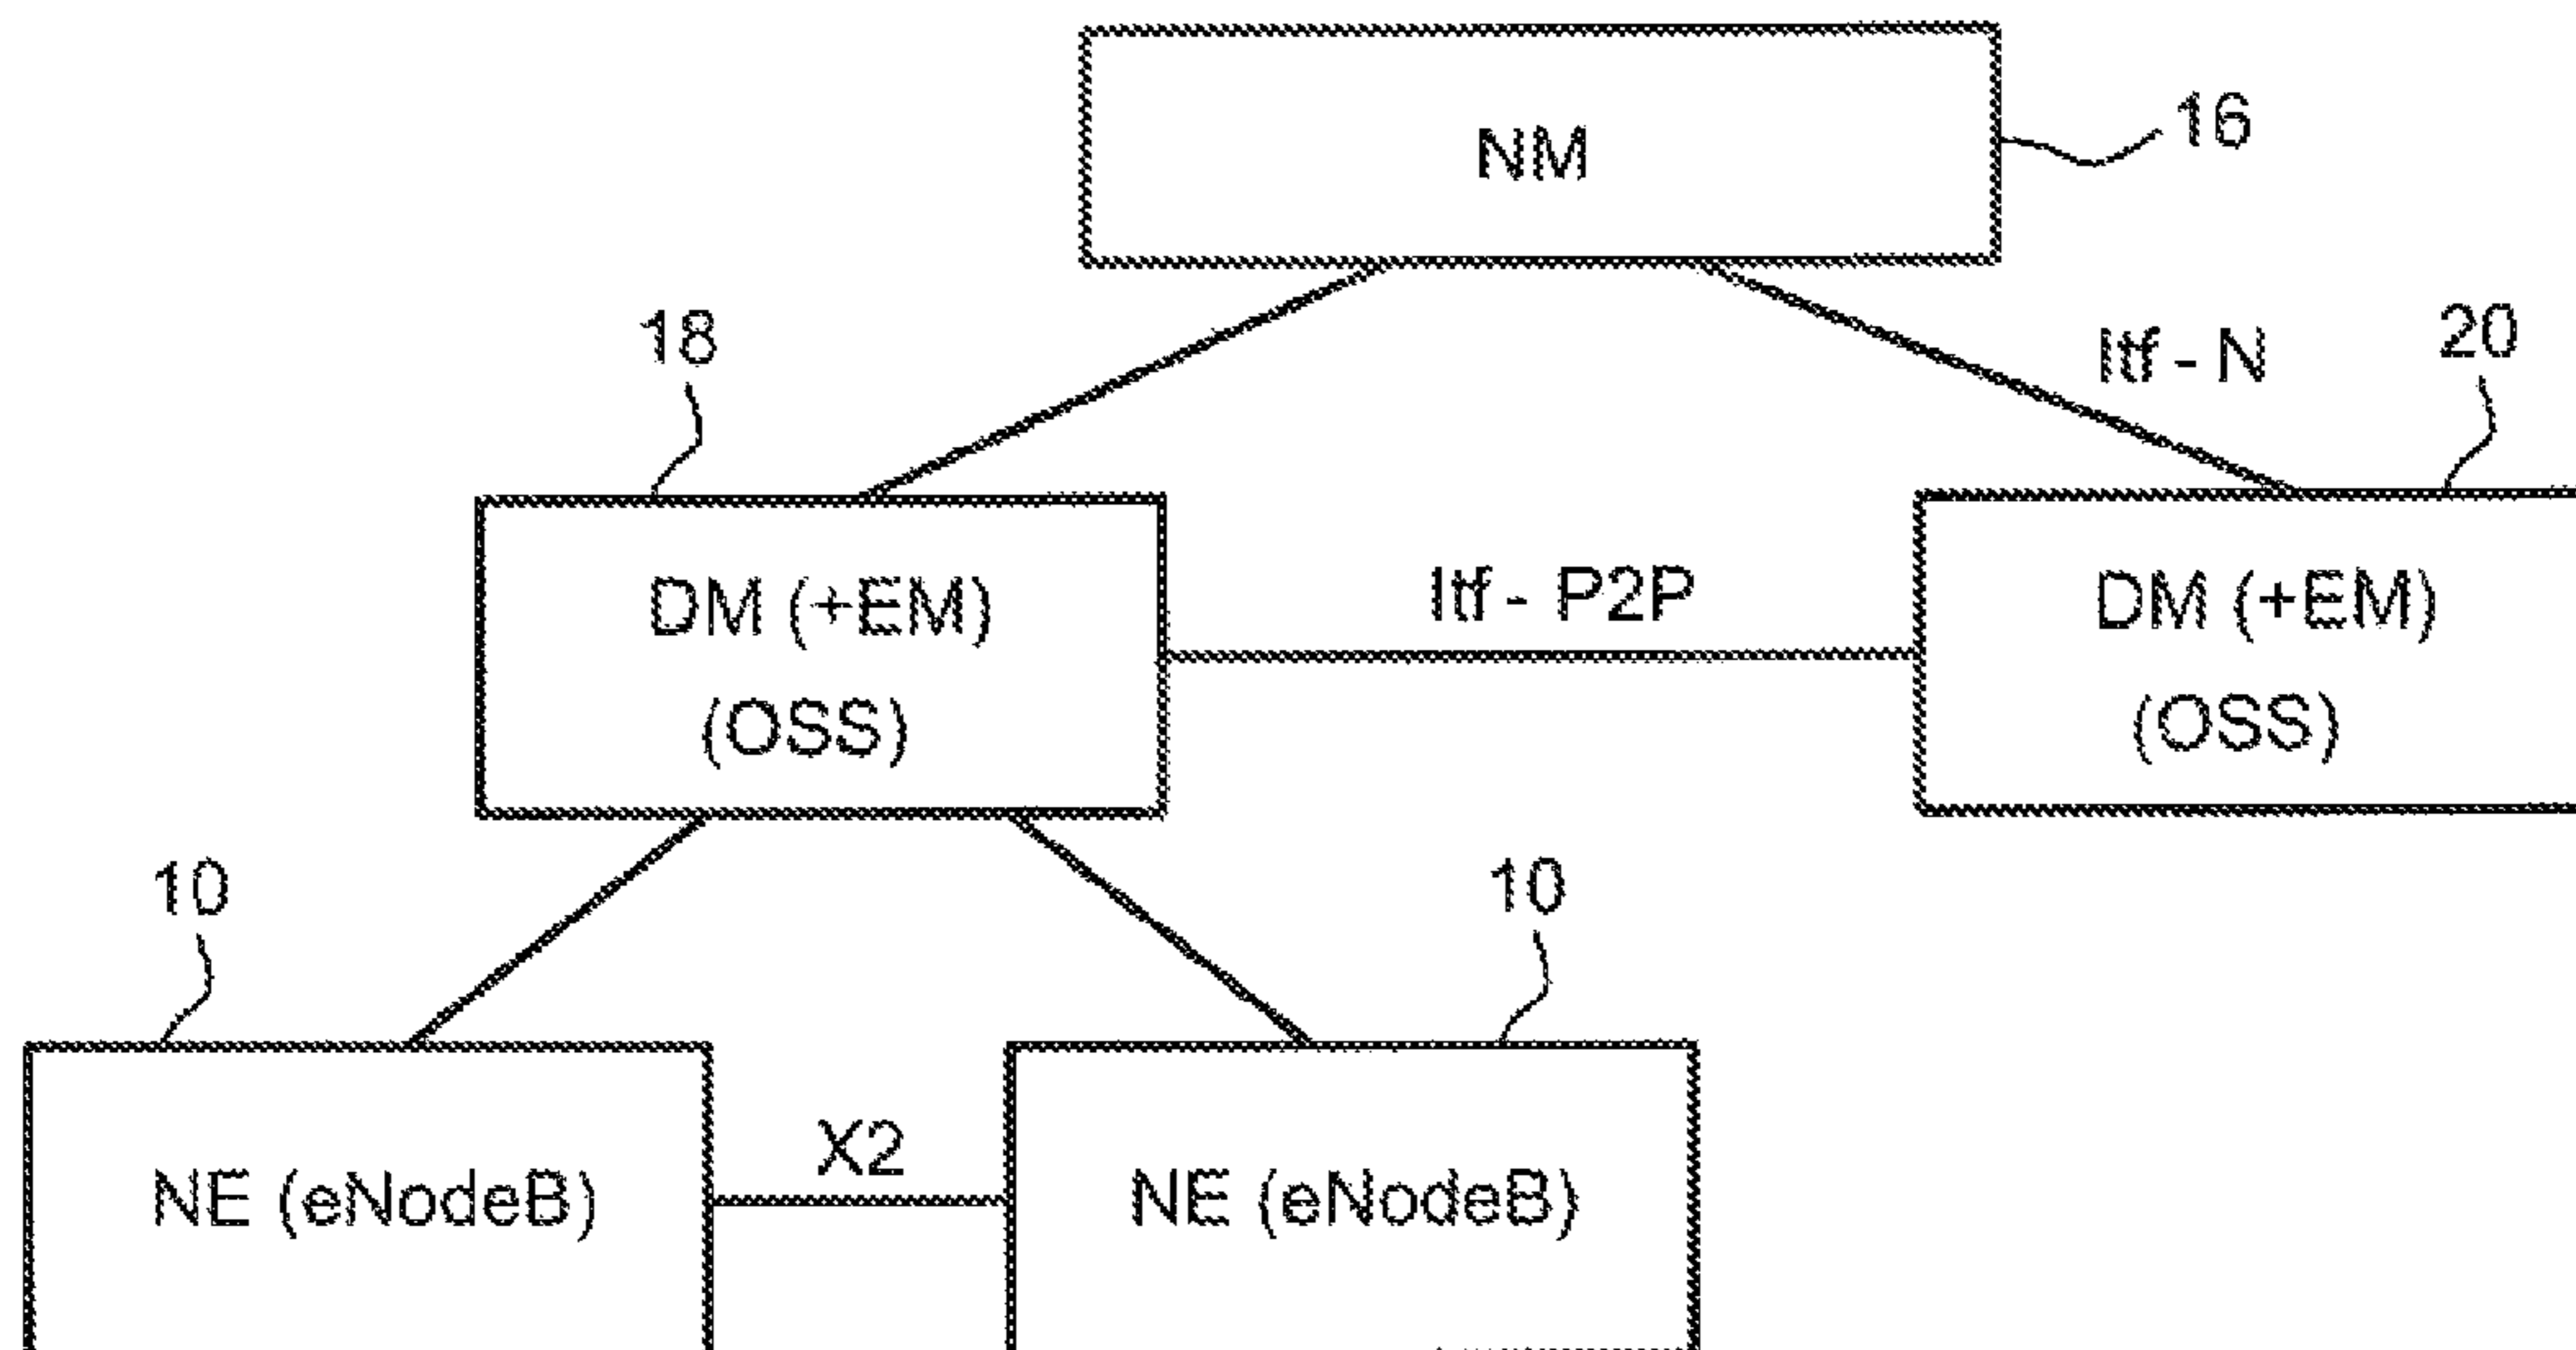 NM
16
18
Itf - N
20
DM (+EM)
(OSS)
Itf - P2P
DM (+EM)
(OSS)
10
10
NE (eNodeB)
X2
NE (eNodeB)